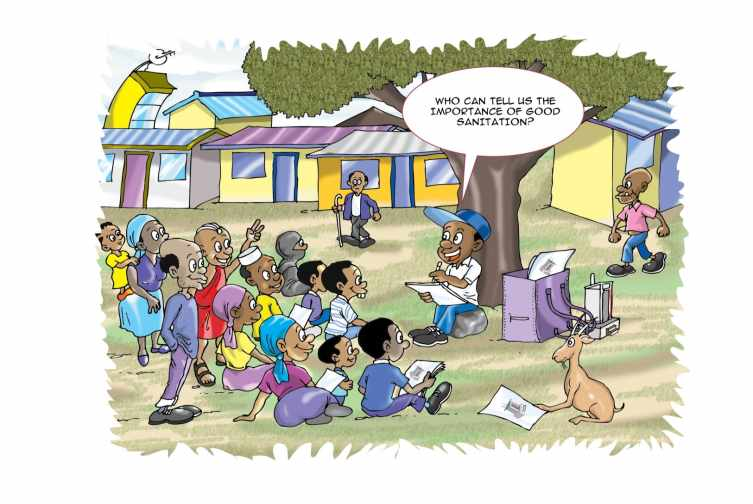 WHO CAN TELL US THE
IMPORTANCE OF GOOD
SANITATION?